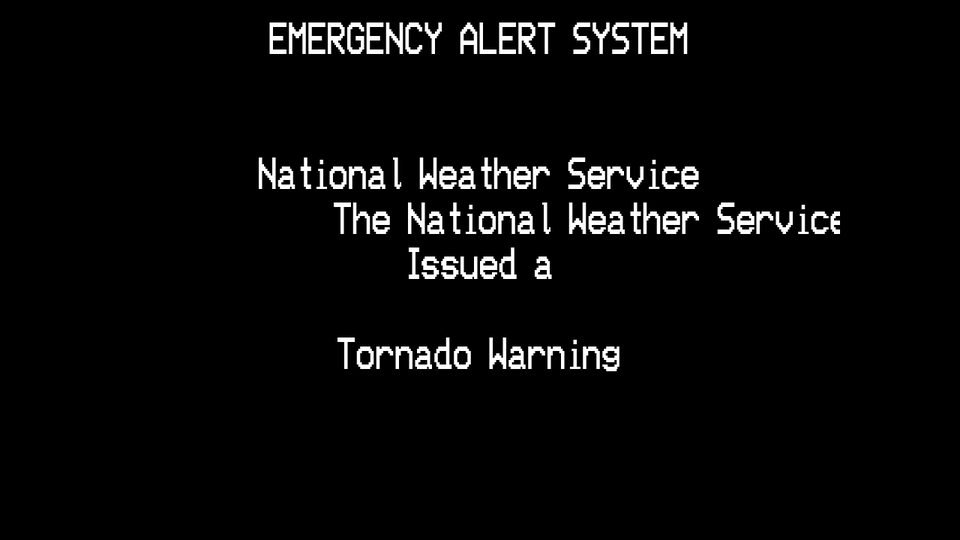 EMERGENCY ALERT SYSTEM
National Weather Service
The National Weather Service
Issued a
Tornado Warning